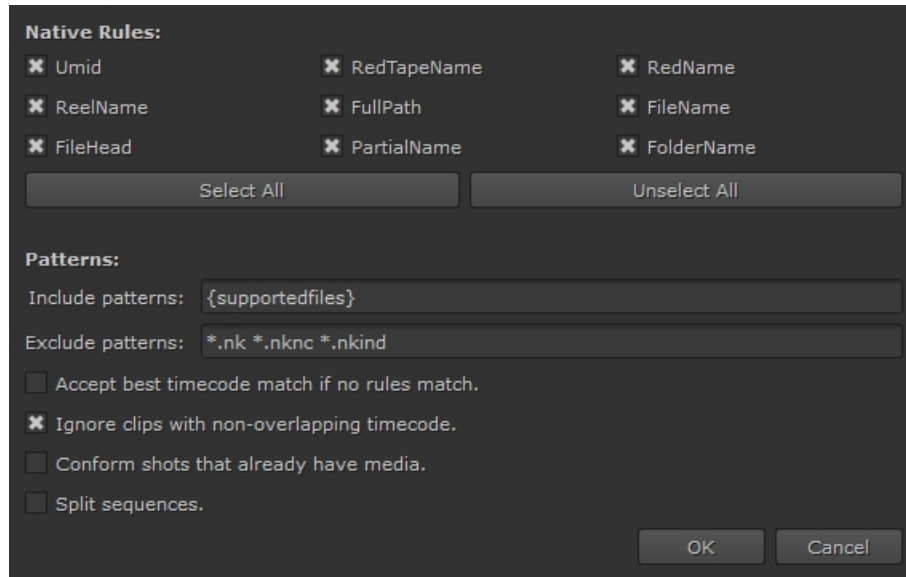 Native Rules:
Umid RedTapeName RedName
ReelName FullPath FileName
FileHead PartialName FolderName
Select All Unselect All
Patterns:
Include patterns: {supportedfiles}
Exclude patterns: *.nk *.nknc *.nkind
Accept best timecode match if no rules match.
Ignore clips with non-overlapping timecode.
Conform shots that already have media.
Split sequences.
OK Cancel